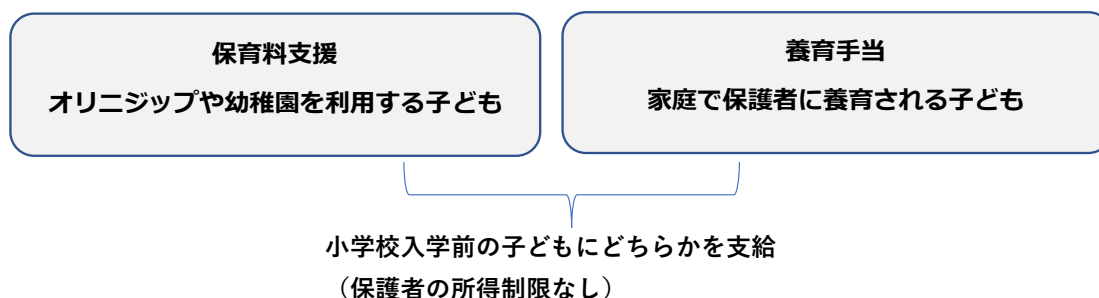 保育料支援
オリニジップや幼稚園を利用する子ども
養育手当
家庭で保護者に養育される子ども
小学校入学前の子どもにどちらかを支給
（保護者の所得制限なし）